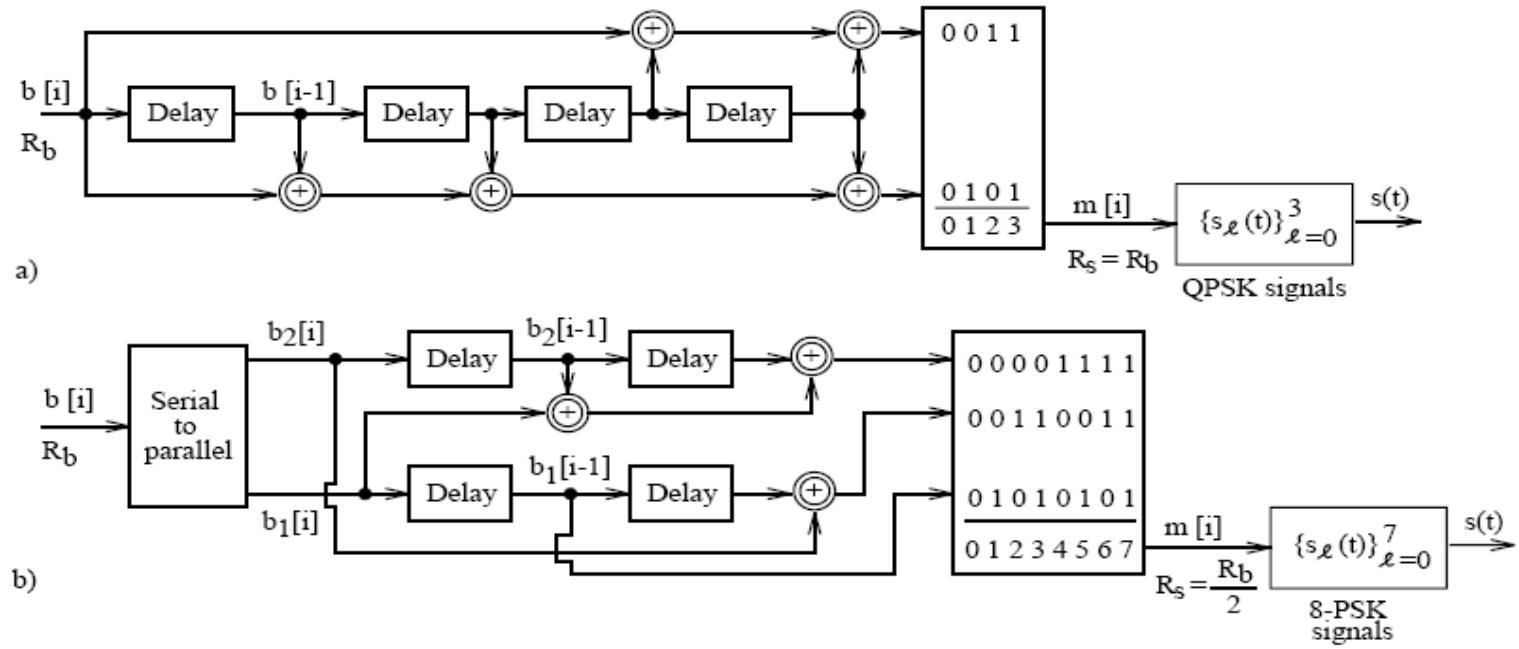 0 0 1 1
b [i]
Delay
b [i-1]
Delay
Delay
Delay
R_b
+
+
+
+
+
0 1 0 1
0 1 2 3
m [i]
{s_ℓ(t)}^3_{ℓ=0}
s(t)
R_s = R_b
QPSK signals
a)
b_2[i]
b_2[i-1]
Delay
Delay
+
0 0 0 0 1 1 1 1
b [i]
Serial
to
parallel
+
0 0 1 1 0 0 1 1
R_b
b_1[i-1]
Delay
Delay
+
0 1 0 1 0 1 0 1
b_1[i]
0 1 2 3 4 5 6 7
m [i]
{s_ℓ(t)}^7_{ℓ=0}
s(t)
b)
R_s = R_b/2
8-PSK
signals